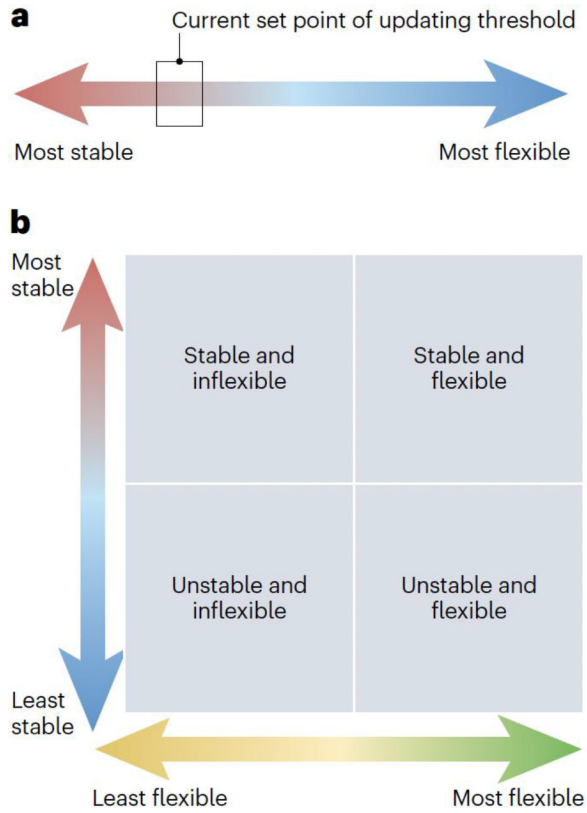 a
Current set point of updating threshold
Most stable
Most flexible
b
Most
stable
Stable and
inflexible
Stable and
flexible
Unstable and
inflexible
Unstable and
flexible
Least
stable
Least flexible
Most flexible